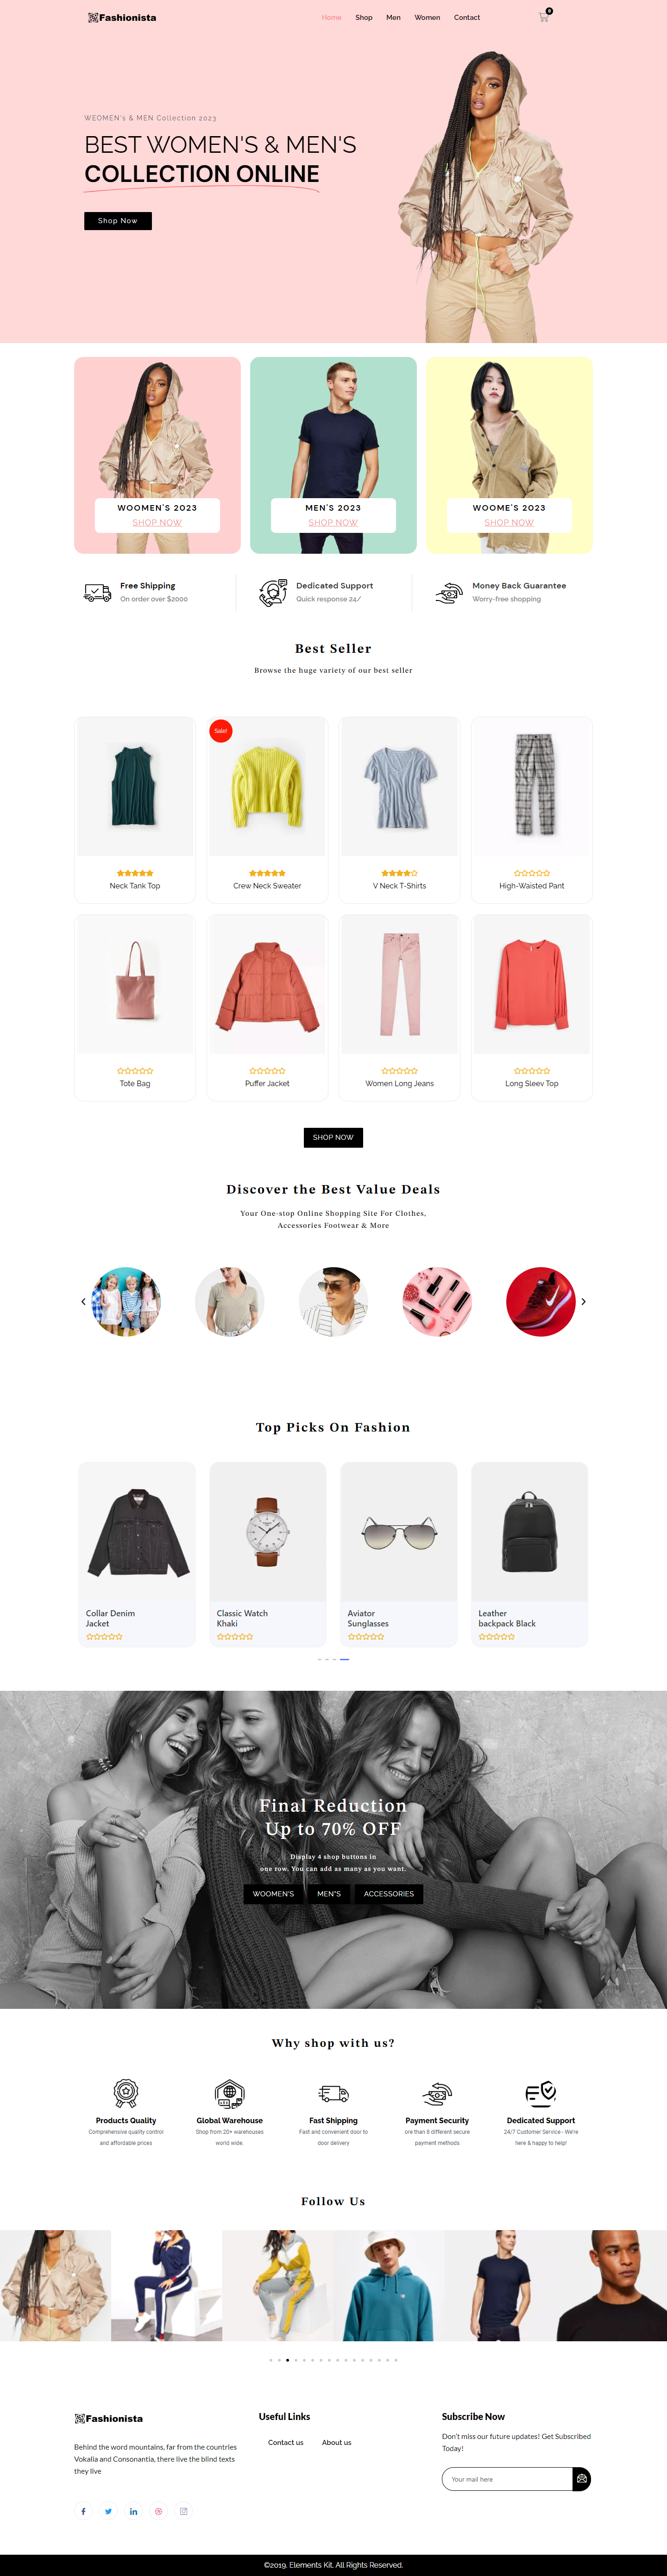 Fashionista
Home Shop Men Women Contact
0
WEOMEN's & MEN Collection 2023
BEST WOMEN'S & MEN'S
COLLECTION ONLINE
Shop Now
WOOMEN'S 2023
SHOP NOW
MEN'S 2023
SHOP NOW
WOOME'S 2023
SHOP NOW
Free Shipping
On order over $2000
Dedicated Support
Quick response 24/
Money Back Guarantee
Worry-free shopping
Best Seller
Browse the huge variety of our best seller
Sale!
Neck Tank Top
Crew Neck Sweater
V Neck T-Shirts
High-Waisted Pant
Tote Bag
Puffer Jacket
Women Long Jeans
Long Sleev Top
SHOP NOW
Discover the Best Value Deals
Your One-stop Online Shopping Site For Clothes,
Accessories Footwear & More
Top Picks On Fashion
Collar Denim
Jacket
Classic Watch
Khaki
Aviator
Sunglasses
Leather
backpack Black
Final Reduction
Up to 70% OFF
Display 4 shop buttons in
one row. You can add as many as you want.
WOOMEN'S
MEN"S
ACCESSORIES
Why shop with us?
Products Quality
Comprehensive quality control
and affordable prices
Global Warehouse
Shop from 20+ warehouses
world wide.
Fast Shipping
Fast and convenient door to
door delivery
Payment Security
ore than 8 different secure
payment methods
Dedicated Support
24/7 Customer Service - We're
here & happy to help!
Follow Us
Fashionista
Behind the word mountains, far from the countries
Vokalia and Consonantia, there live the blind texts
they live
Useful Links
Contact us
About us
Subscribe Now
Don't miss our future updates! Get Subscribed
Today!
Your mail here
©2019. Elements Kit. All Rights Reserved.